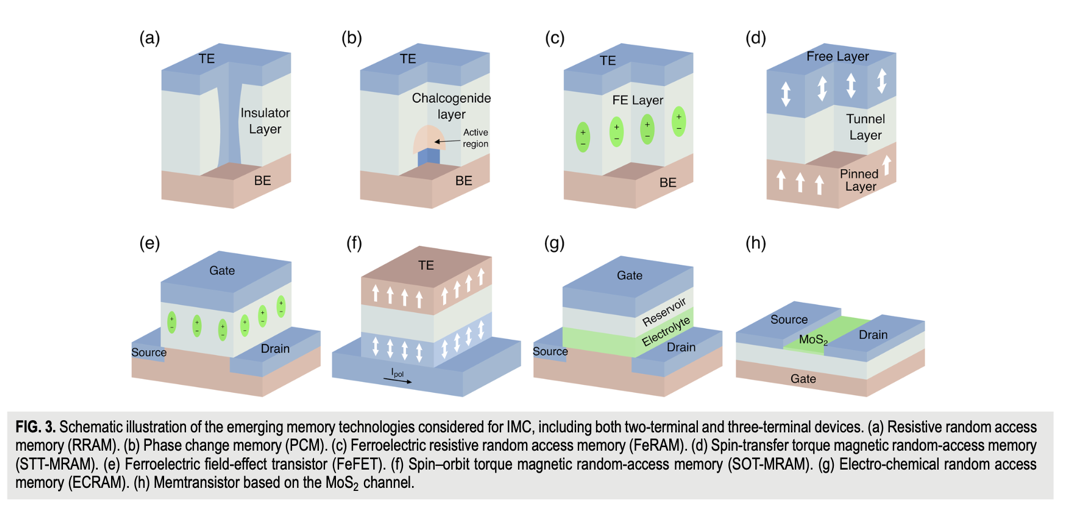 (a)
TE
Insulator
Layer
BE
(b)
TE
Chalcogenide
layer
Active
region
BE
(c)
TE
FE Layer
+
−
+
−
+
−
+
−
BE
(d)
Free Layer
Tunnel
Layer
Pinned
Layer
(e)
Gate
+
−
+
−
+
−
+
−
+
−
+
−
Source
Drain
(f)
TE
Ipol
(g)
Gate
Reservoir
Electrolyte
Source
Drain
(h)
Source
MoS₂
Drain
Gate
FIG. 3. Schematic illustration of the emerging memory technologies considered for IMC, including both two-terminal and three-terminal devices. (a) Resistive random access
memory (RRAM). (b) Phase change memory (PCM). (c) Ferroelectric resistive random access memory (FeRAM). (d) Spin-transfer torque magnetic random-access memory
(STT-MRAM). (e) Ferroelectric field-effect transistor (FeFET). (f) Spin–orbit torque magnetic random-access memory (SOT-MRAM). (g) Electro-chemical random access
memory (ECRAM). (h) Memtransistor based on the MoS₂ channel.